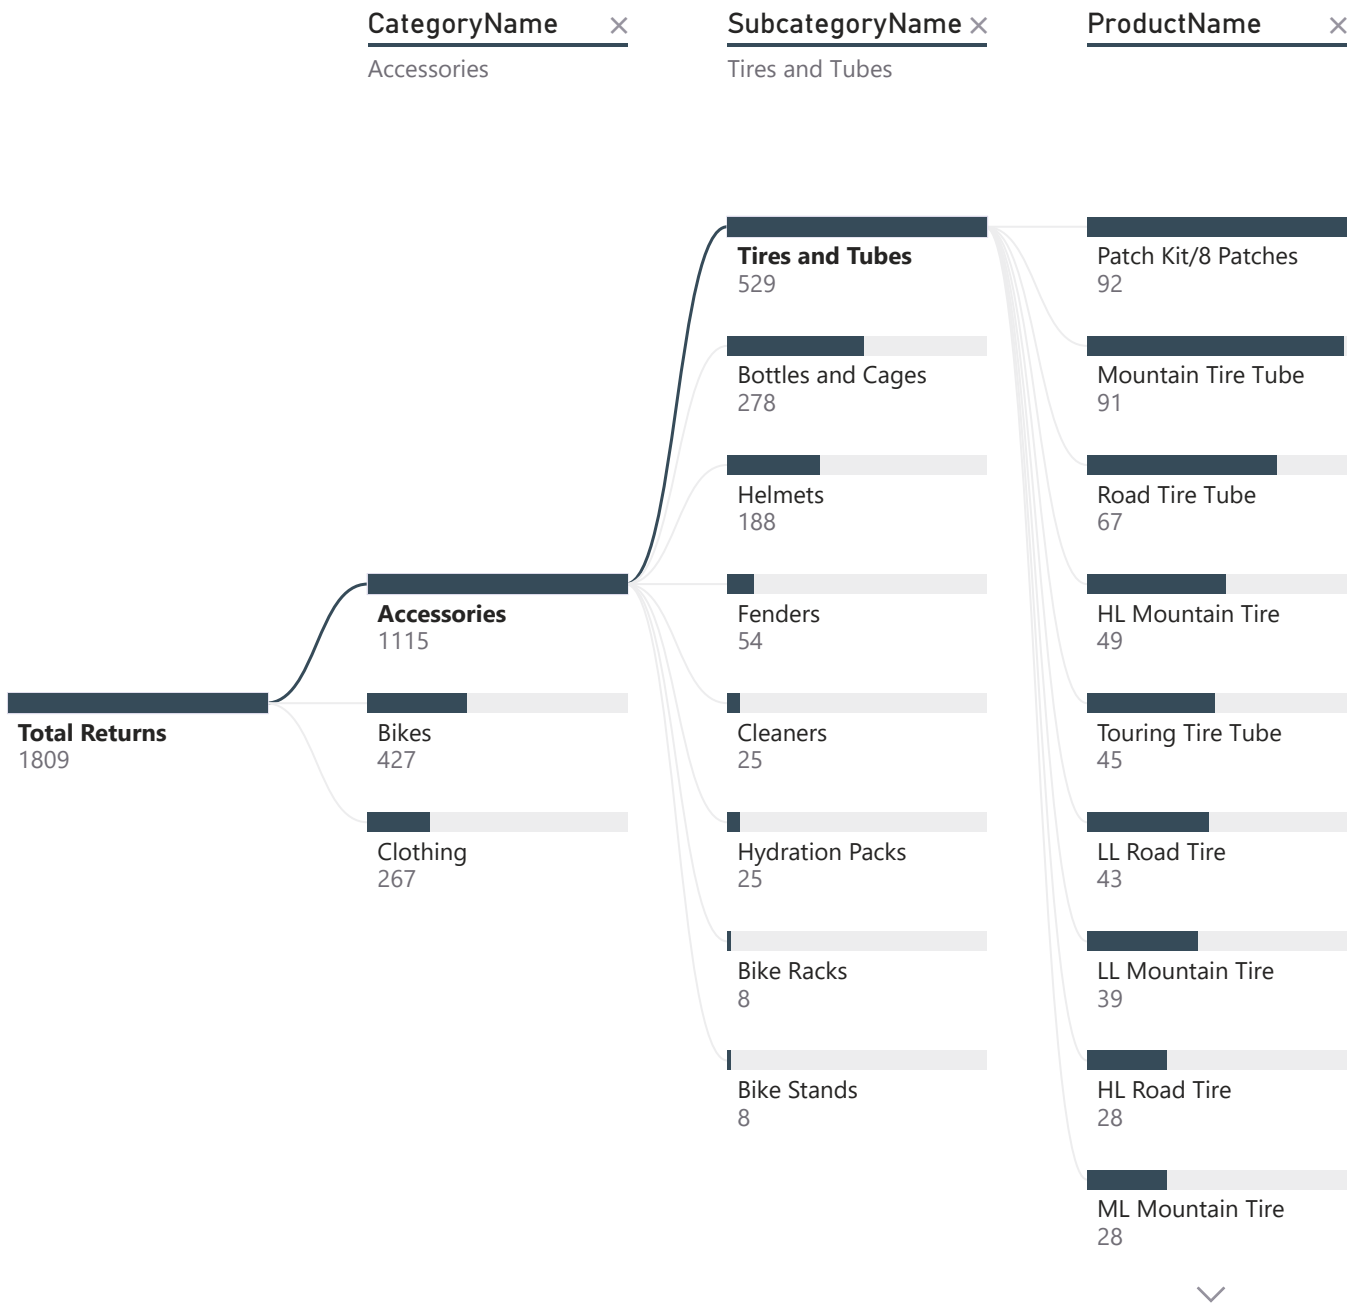 CategoryName
Accessories
SubcategoryName
Tires and Tubes
ProductName
Total Returns
1809
Accessories
1115
Bikes
427
Clothing
267
Tires and Tubes
529
Bottles and Cages
278
Helmets
188
Fenders
54
Cleaners
25
Hydration Packs
25
Bike Racks
8
Bike Stands
8
Patch Kit/8 Patches
92
Mountain Tire Tube
91
Road Tire Tube
67
HL Mountain Tire
49
Touring Tire Tube
45
LL Road Tire
43
LL Mountain Tire
39
HL Road Tire
28
ML Mountain Tire
28